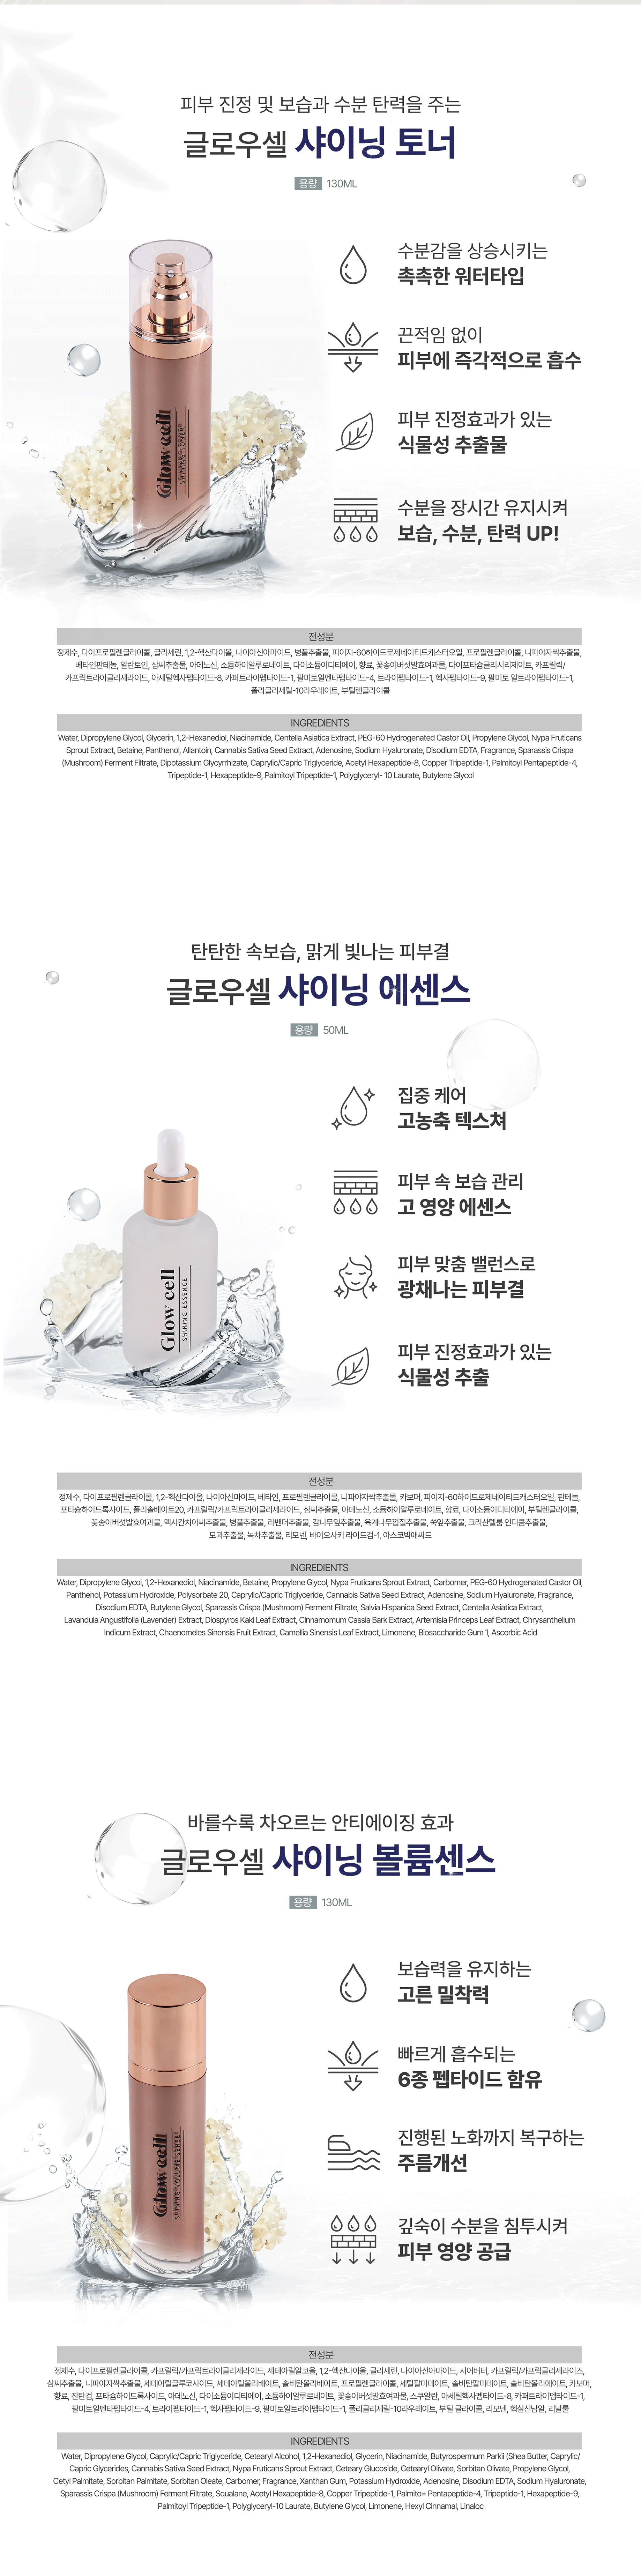 피부 진정 및 보습과 수분 탄력을 주는
글로우셀 샤이닝 토너
용량 130ML
수분감을 상승시키는
촉촉한 워터타입
끈적임 없이
피부에 즉각적으로 흡수
피부 진정효과가 있는
식물성 추출물
수분을 장시간 유지시켜
보습, 수분, 탄력 UP!
Glow cell
전성분
정제수, 다이프로필렌글라이콜, 글리세린, 1,2-헥산다이올, 나이아신아마이드, 병풀추출물, 피이지-60하이드로제네이티드캐스터오일, 프로필렌글라이콜, 니파야자싹추출물,
베타인판테놀, 알란토인, 삼씨추출물, 아데노신, 소듐하이알루로네이트, 다이소듐이디티에이, 향료, 꽃송이버섯발효여과물, 다이포타슘글리시리제이트, 카프릴릭/
카프릭트라이글리세라이드, 아세틸헥사펩타이드-8, 카퍼트라이펩타이드-1, 팔미토일펜타펩타이드-4, 트라이펩타이드-1, 헥사펩타이드-9, 팔미토 일트라이펩타이드-1,
폴리글리세릴-10라우레이트, 부틸렌글라이콜
INGREDIENTS
Water, Dipropylene Glycol, Glycerin, 1,2-Hexanediol, Niacinamide, Centella Asiatica Extract, PEG-60 Hydrogenated Castor Oil, Propylene Glycol, Nypa Fruticans
Sprout Extract, Betaine, Panthenol, Allantoin, Cannabis Sativa Seed Extract, Adenosine, Sodium Hyaluronate, Disodium EDTA, Fragrance, Sparassis Crispa
(Mushroom) Ferment Filtrate, Dipotassium Glycyrrhizate, Caprylic/Capric Triglyceride, Acetyl Hexapeptide-8, Copper Tripeptide-1, Palmitoyl Pentapeptide-4,
Tripeptide-1, Hexapeptide-9, Palmitoyl Tripeptide-1, Polyglyceryl- 10 Laurate, Butylene Glycol
탄탄한 속보습, 맑게 빛나는 피부결
글로우셀 샤이닝 에센스
용량 50ML
집중 케어
고농축 텍스쳐
피부 속 보습 관리
고 영양 에센스
피부 맞춤 밸런스로
광채나는 피부결
피부 진정효과가 있는
식물성 추출
Glow cell
SHINING ESSENCE
전성분
정제수, 다이프로필렌글라이콜, 1,2-헥산다이올, 나이아신마이드, 베타인, 프로필렌글라이콜, 니파야자싹추출물, 카보머, 피이지-60하이드로제네이티드캐스터오일, 판테놀,
포타슘하이드록사이드, 폴리솔베이트20, 카프릴릭/카프릭트라이글리세라이드, 삼씨추출물, 아데노신, 소듐하이알루로네이트, 향료, 다이소듐이디티에이, 부틸렌글라이콜,
꽃송이버섯발효여과물, 멕시칸치아씨추출물, 병풀추출물, 라벤더추출물, 감나무잎추출물, 육계나무껍질추출물, 쑥잎추출물, 크리산텔룸 인디쿰추출물,
모과추출물, 녹차추출물, 리모넨, 바이오사카 라이드검-1, 아스코빅애씨드
INGREDIENTS
Water, Dipropylene Glycol, 1,2-Hexanediol, Niacinamide, Betaine, Propylene Glycol, Nypa Fruticans Sprout Extract, Carbomer, PEG-60 Hydrogenated Castor Oil,
Panthenol, Potassium Hydroxide, Polysorbate 20, Caprylic/Capric Triglyceride, Cannabis Sativa Seed Extract, Adenosine, Sodium Hyaluronate, Fragrance,
Disodium EDTA, Butylene Glycol, Sparassis Crispa (Mushroom) Ferment Filtrate, Salvia Hispanica Seed Extract, Centella Asiatica Extract,
Lavandula Angustifolia (Lavender) Extract, Diospyros Kaki Leaf Extract, Cinnamomum Cassia Bark Extract, Artemisia Princeps Leaf Extract, Chrysanthellum
Indicum Extract, Chaenomeles Sinensis Fruit Extract, Camellia Sinensis Leaf Extract, Limonene, Biosaccharide Gum 1, Ascorbic Acid
바를수록 차오르는 안티에이징 효과
글로우셀 샤이닝 볼륨센스
용량 130ML
보습력을 유지하는
고른 밀착력
빠르게 흡수되는
6종 펩타이드 함유
진행된 노화까지 복구하는
주름개선
깊숙이 수분을 침투시켜
피부 영양 공급
Glow cell
SHINING VOLUME SENSE
전성분
정제수, 다이프로필렌글라이콜, 카프릴릭/카프릭트라이글리세라이드, 세테아릴알코올, 1,2-헥산다이올, 글리세린, 나이아신아마이드, 시어버터, 카프릴릭/카프릭글리세라이즈,
삼씨추출물, 니파야자싹추출물, 세테아릴글루코사이드, 세테아릴올리베이트, 솔비탄올리베이트, 프로필렌글라이콜, 세틸팔미테이트, 솔비탄팔미테이트, 솔비탄올리에이트, 카보머,
향료, 잔탄검, 포타슘하이드록사이드, 아데노신, 다이소듐이디티에이, 소듐하이알루로네이트, 꽃송이버섯발효여과물, 스쿠알란, 아세틸헥사펩타이드-8, 카퍼트라이펩타이드-1,
팔미토일펜타펩타이드-4, 트라이펩타이드-1, 헥사펩타이드-9, 팔미토일트라이펩타이드-1, 폴리글리세릴-10라우레이트, 부틸 글라이콜, 리모넨, 헥실신남알, 리날룰
INGREDIENTS
Water, Dipropylene Glycol, Caprylic/Capric Triglyceride, Cetearyl Alcohol, 1,2-Hexanediol, Glycerin, Niacinamide, Butyrospermum Parkii (Shea Butter, Caprylic/
Capric Glycerides, Cannabis Sativa Seed Extract, Nypa Fruticans Sprout Extract, Ceteary Glucoside, Cetearyl Olivate, Sorbitan Olivate, Propylene Glycol,
Cetyl Palmitate, Sorbitan Palmitate, Sorbitan Oleate, Carbomer, Fragrance, Xanthan Gum, Potassium Hydroxide, Adenosine, Disodium EDTA, Sodium Hyaluronate,
Sparassis Crispa (Mushroom) Ferment Filtrate, Squalane, Acetyl Hexapeptide-8, Copper Tripeptide-1, Pentapeptide-4, Tripeptide-1, Hexapeptide-9,
Palmitoyl Tripeptide-1, Polyglyceryl-10 Laurate, Butylene Glycol, Limonene, Hexyl Cinnamal, Linaloc